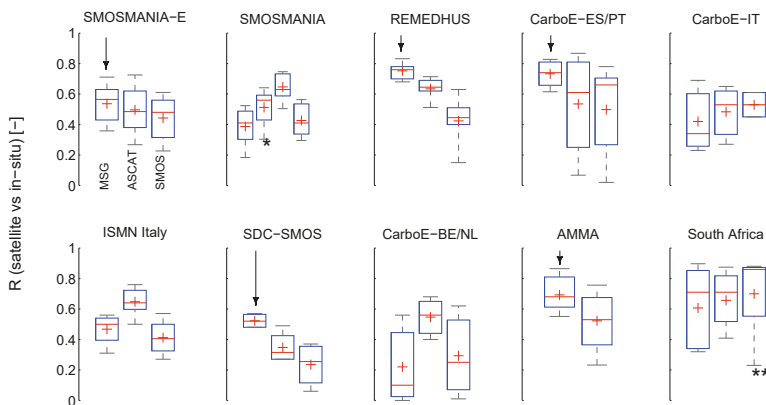 SMOSMANIA-E
SMOSMANIA
REMEDHUS
CarboE-ES/PT
CarboE-IT
R (satellite vs in-situ) [-]
1
0.8
0.6
0.4
0.2
0
MSG
ASCAT
SMOS
*
ISMN Italy
SDC-SMOS
CarboE-BE/NL
AMMA
South Africa
1
0.8
0.6
0.4
0.2
0
**